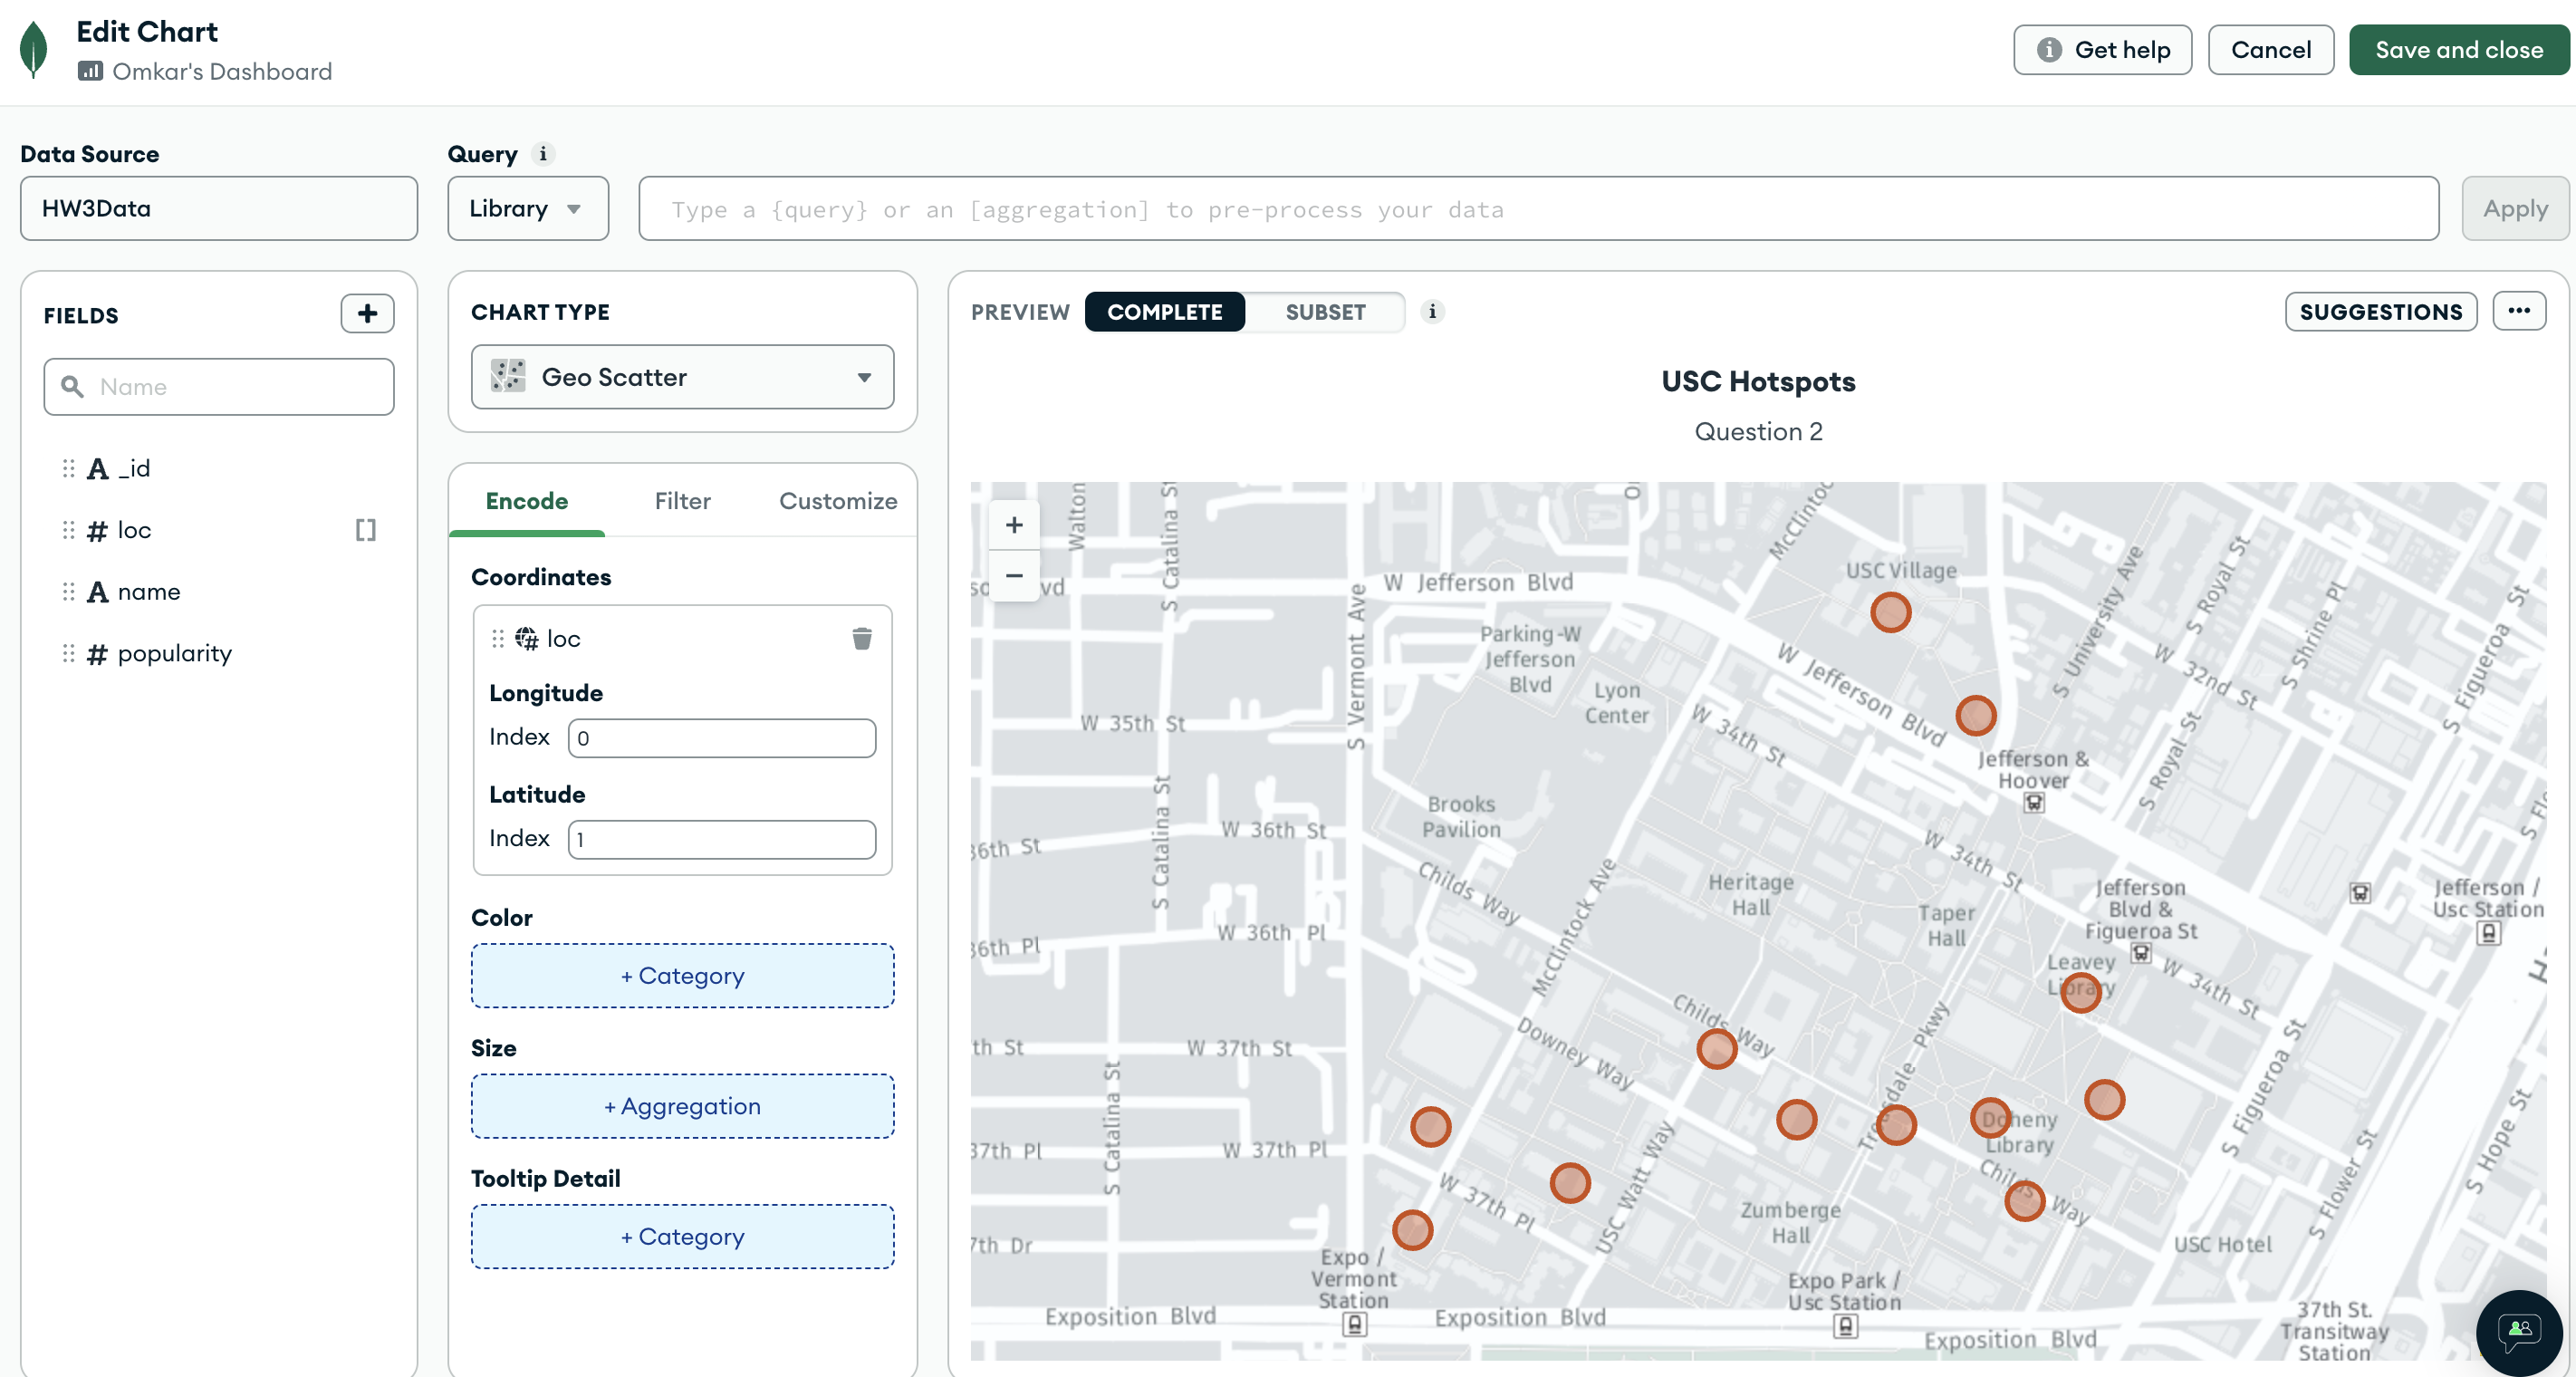 Edit Chart
Omkar's Dashboard
Get help
Cancel
Save and close
Data Source
HW3Data
Query
Library
Type a {query} or an [aggregation] to pre-process your data
Apply
FIELDS
Name
_id
loc
name
popularity
CHART TYPE
Geo Scatter
Encode
Filter
Customize
Coordinates
loc
Longitude
Index 0
Latitude
Index 1
Color
+ Category
Size
+ Aggregation
Tooltip Detail
+ Category
PREVIEW
COMPLETE
SUBSET
SUGGESTIONS
USC Hotspots
Question 2
Walton
S Catalina St
W Jefferson Blvd
McClintoc
USC Village
S University Ave
S Royal St
S Shrine Pl
S Figueroa St
W 32nd St
S Vermont Ave
Parking-W
Jefferson
Blvd
Lyon
Center
W Jefferson Blvd
W 34th St
W 35th St
Jefferson &
Hoover
S Royal St
S Catalina St
W 36th St
36th St
Brooks
Pavilion
Childs Way
McClintock Ave
Heritage
Hall
W 34th St
Taper
Hall
Jefferson
Blvd &
Figueroa St
Jefferson /
Usc Station
36th Pl
W 36th Pl
Leavey
Library
W 34th St
Childs Way
Downey Way
th St
W 37th St
S Catalina St
Trousdale Pkwy
S Figueroa St
Doheny
Library
37th Pl
W 37th Pl
W 37th Pl
USC Watt Way
Childs Way
S Flower St
S Hope St
Zumberge
Hall
7th Dr
USC Hotel
Expo /
Vermont
Station
Expo Park /
Usc Station
Exposition Blvd
Exposition Blvd
Exposition Blvd
37th St.
Transitway
Station